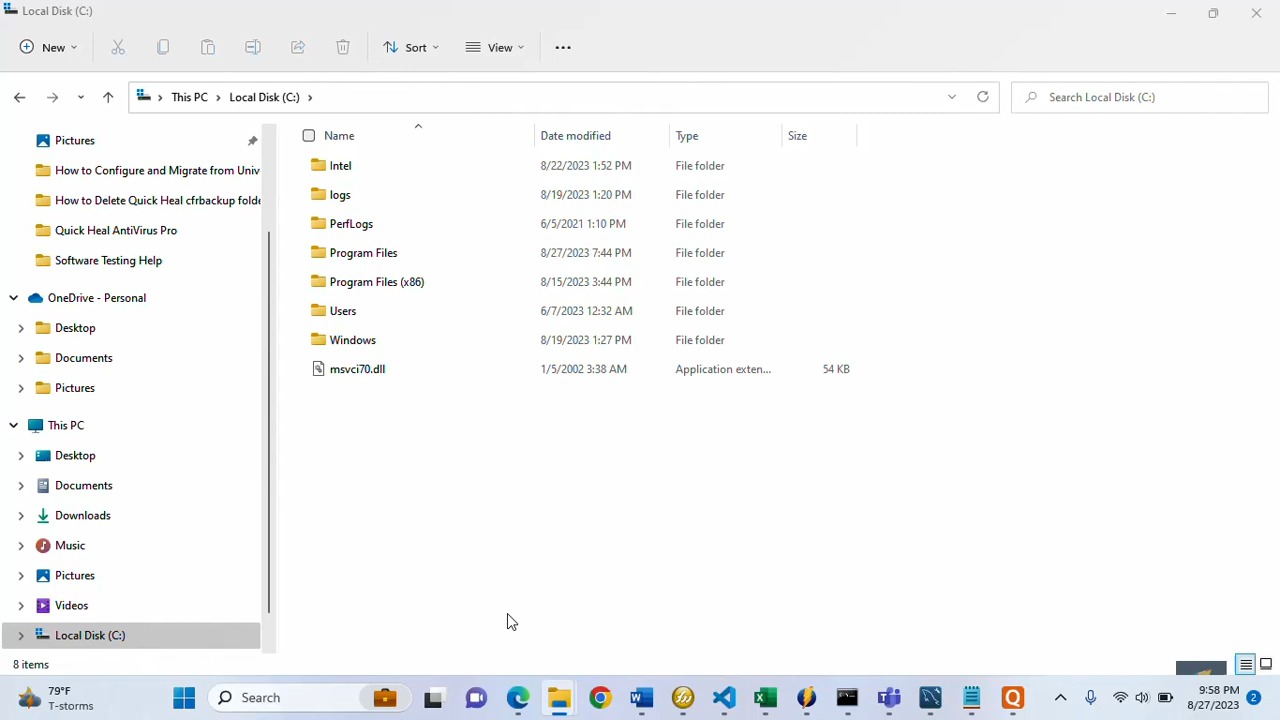 Local Disk (C:)
New
Sort
View
This PC
Local Disk (C:)
Search Local Disk (C:)
Pictures
How to Configure and Migrate from Univ
How to Delete Quick Heal cfrbackup folde
Quick Heal AntiVirus Pro
Software Testing Help
OneDrive - Personal
Desktop
Documents
Pictures
This PC
Desktop
Documents
Downloads
Music
Pictures
Videos
Local Disk (C:)
Name Date modified Type Size
Intel 8/22/2023 1:52 PM File folder
logs 8/19/2023 1:20 PM File folder
PerfLogs 6/5/2021 1:10 PM File folder
Program Files 8/27/2023 7:44 PM File folder
Program Files (x86) 8/15/2023 3:44 PM File folder
Users 6/7/2023 12:32 AM File folder
Windows 8/19/2023 1:27 PM File folder
msvci70.dll 1/5/2002 3:38 AM Application exten... 54 KB
8 items
79°F
T-storms
Search
9:58 PM
8/27/2023
2